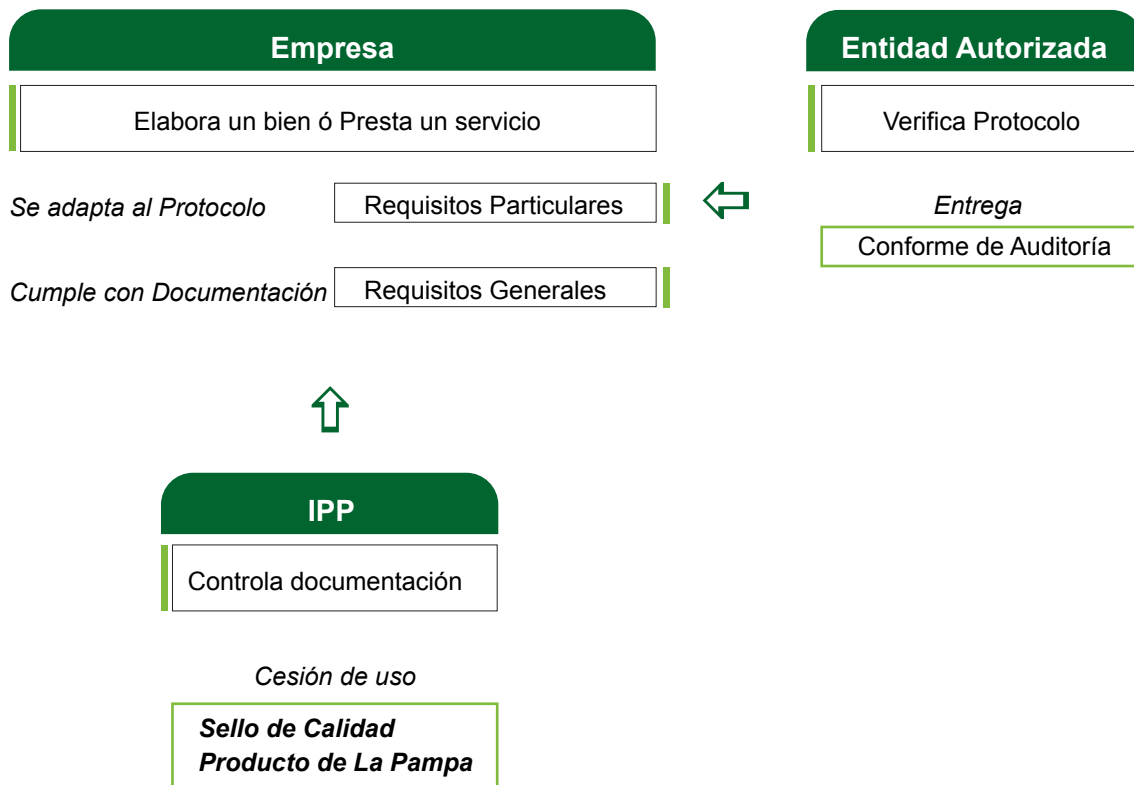 Empresa
Elabora un bien ó Presta un servicio
Se adapta al Protocolo
Requisitos Particulares
Cumple con Documentación
Requisitos Generales
Entidad Autorizada
Verifica Protocolo
Entrega
Conforme de Auditoría
IPP
Controla documentación
Cesión de uso
Sello de Calidad
Producto de La Pampa